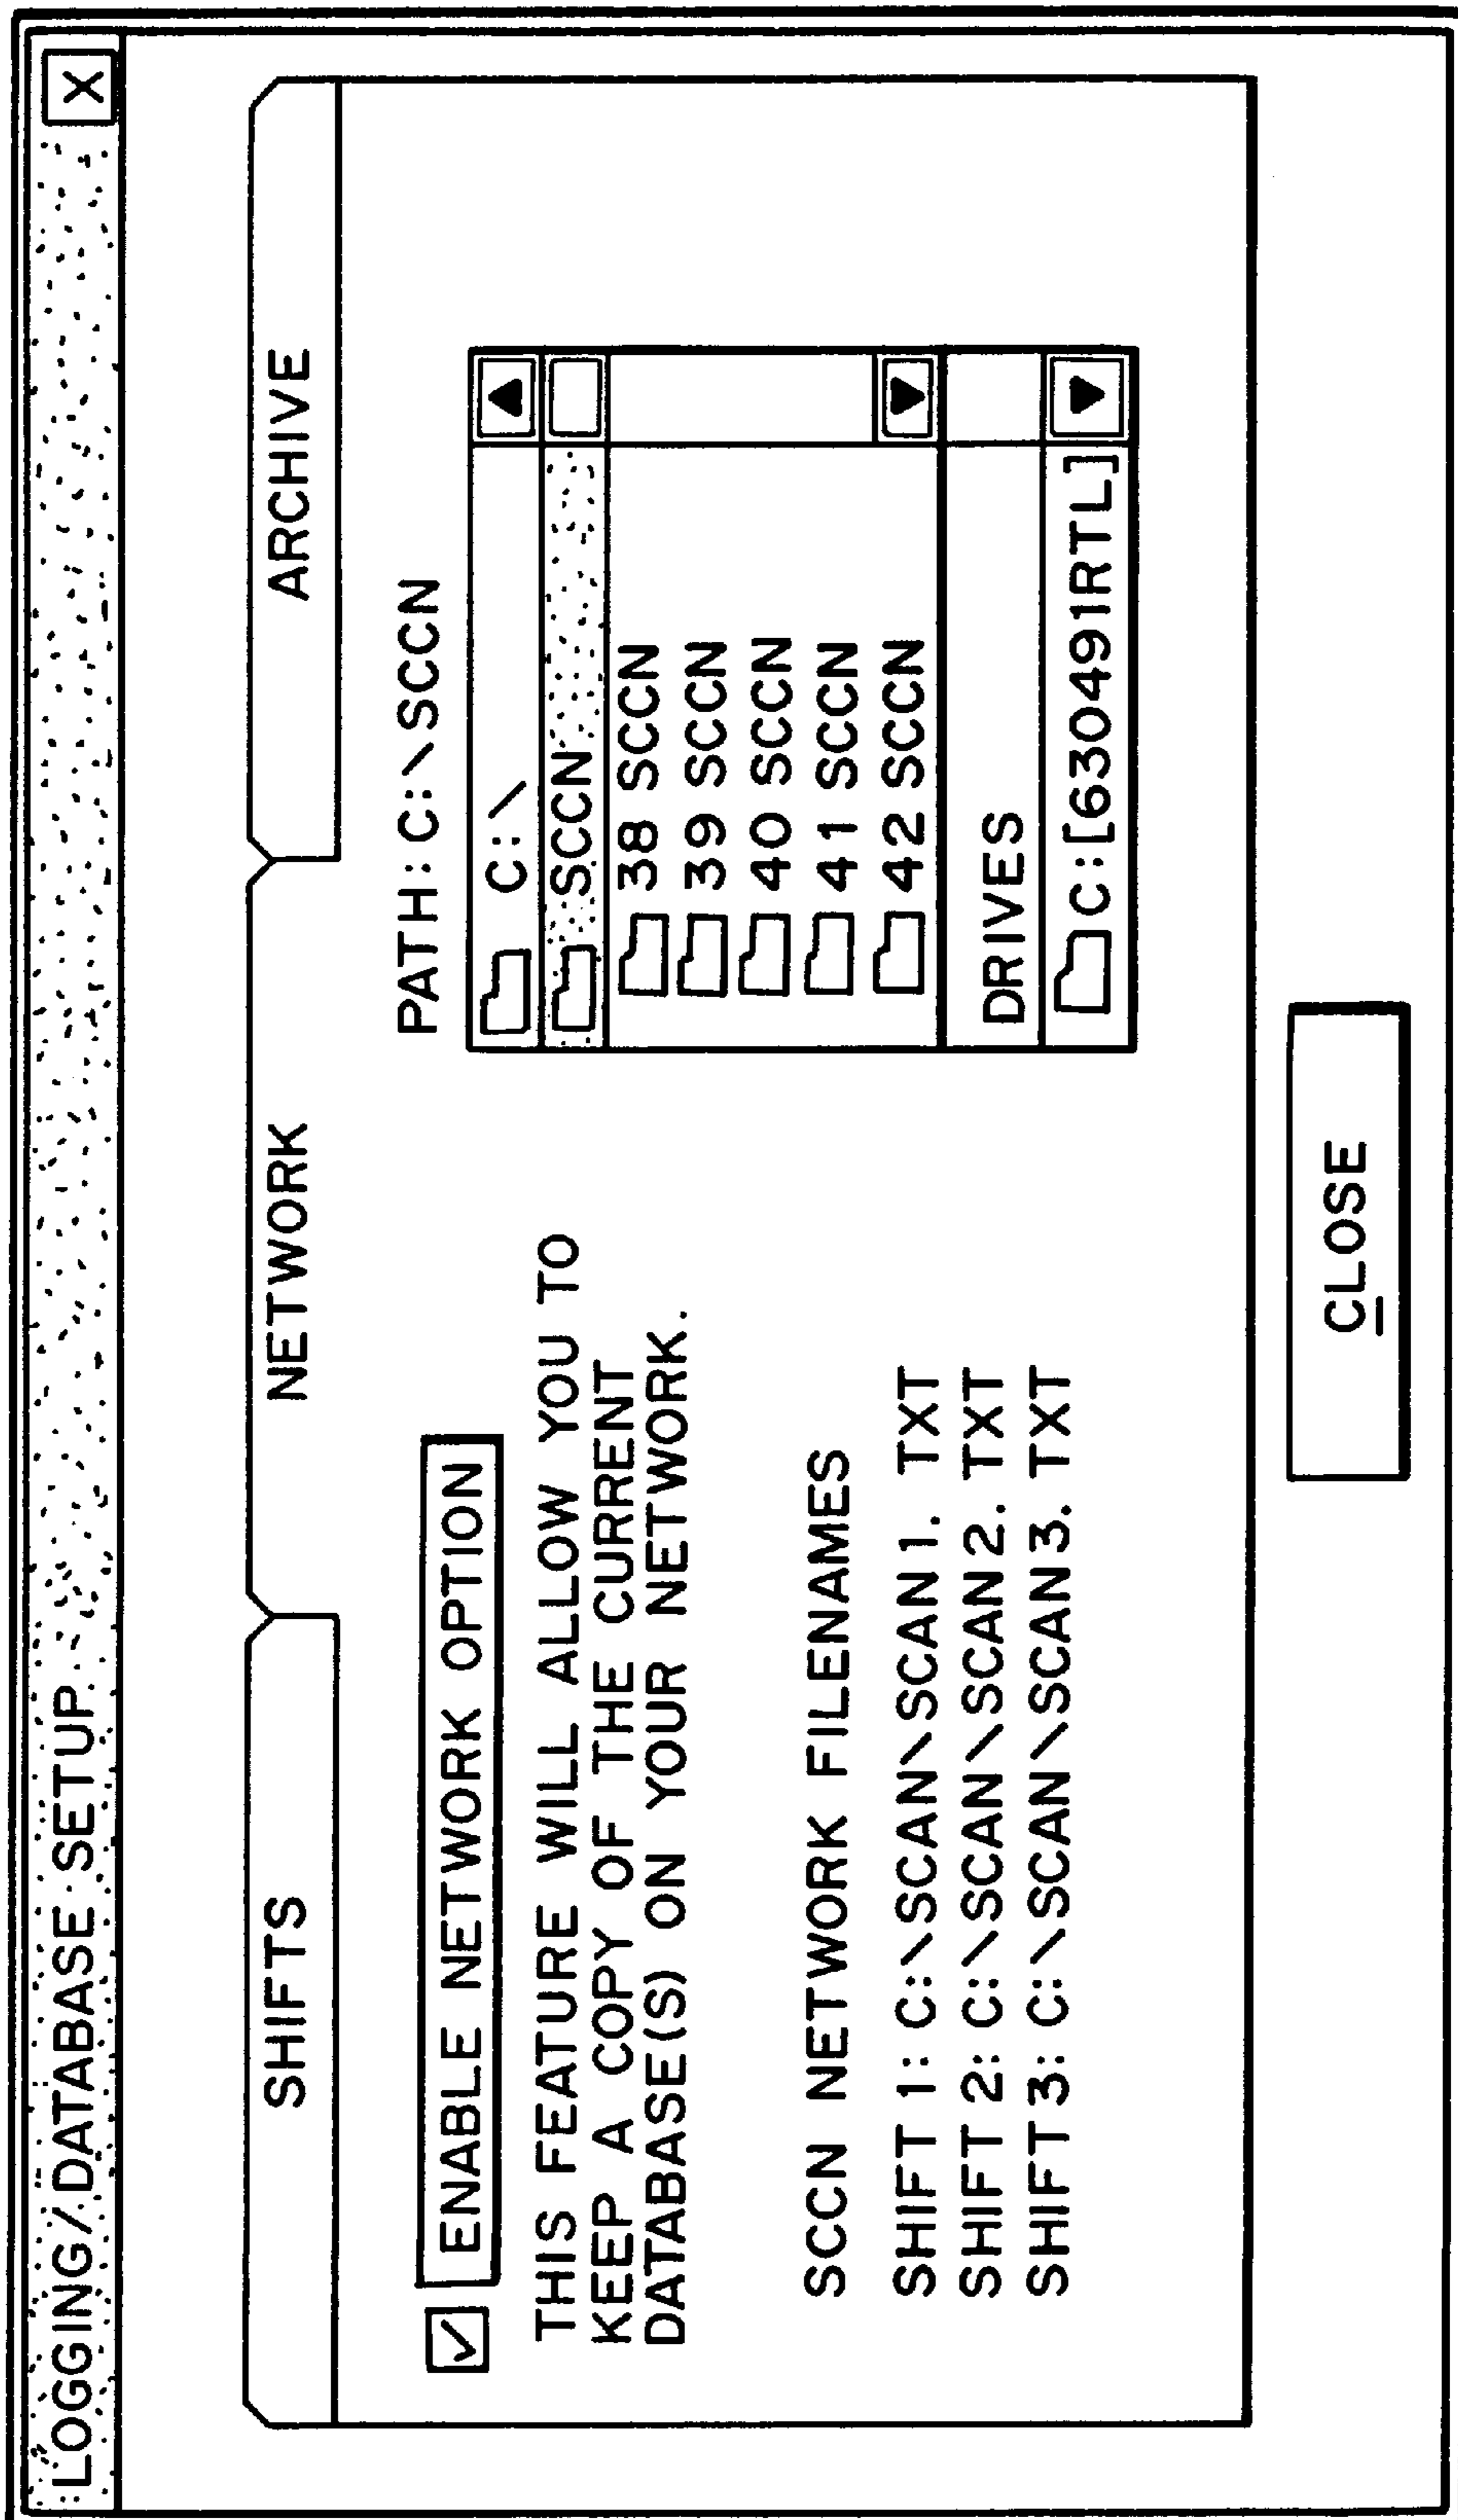 LOGGING/DATABASE SETUP
X
SHIFTS
NETWORK
ARCHIVE
✓ ENABLE NETWORK OPTION
THIS FEATURE WILL ALLOW YOU TO
KEEP A COPY OF THE CURRENT
DATABASE(S) ON YOUR NETWORK.
SCCN NETWORK FILENAMES
SHIFT 1: C:\SCAN\SCAN1. TXT
SHIFT 2: C:\SCAN\SCAN2. TXT
SHIFT 3: C:\SCAN\SCAN3. TXT
PATH: C:\SCCN
C:\
SCCN
38 SCCN
39 SCCN
40 SCCN
41 SCCN
42 SCCN
DRIVES
C:[630491RTL]
CLOSE